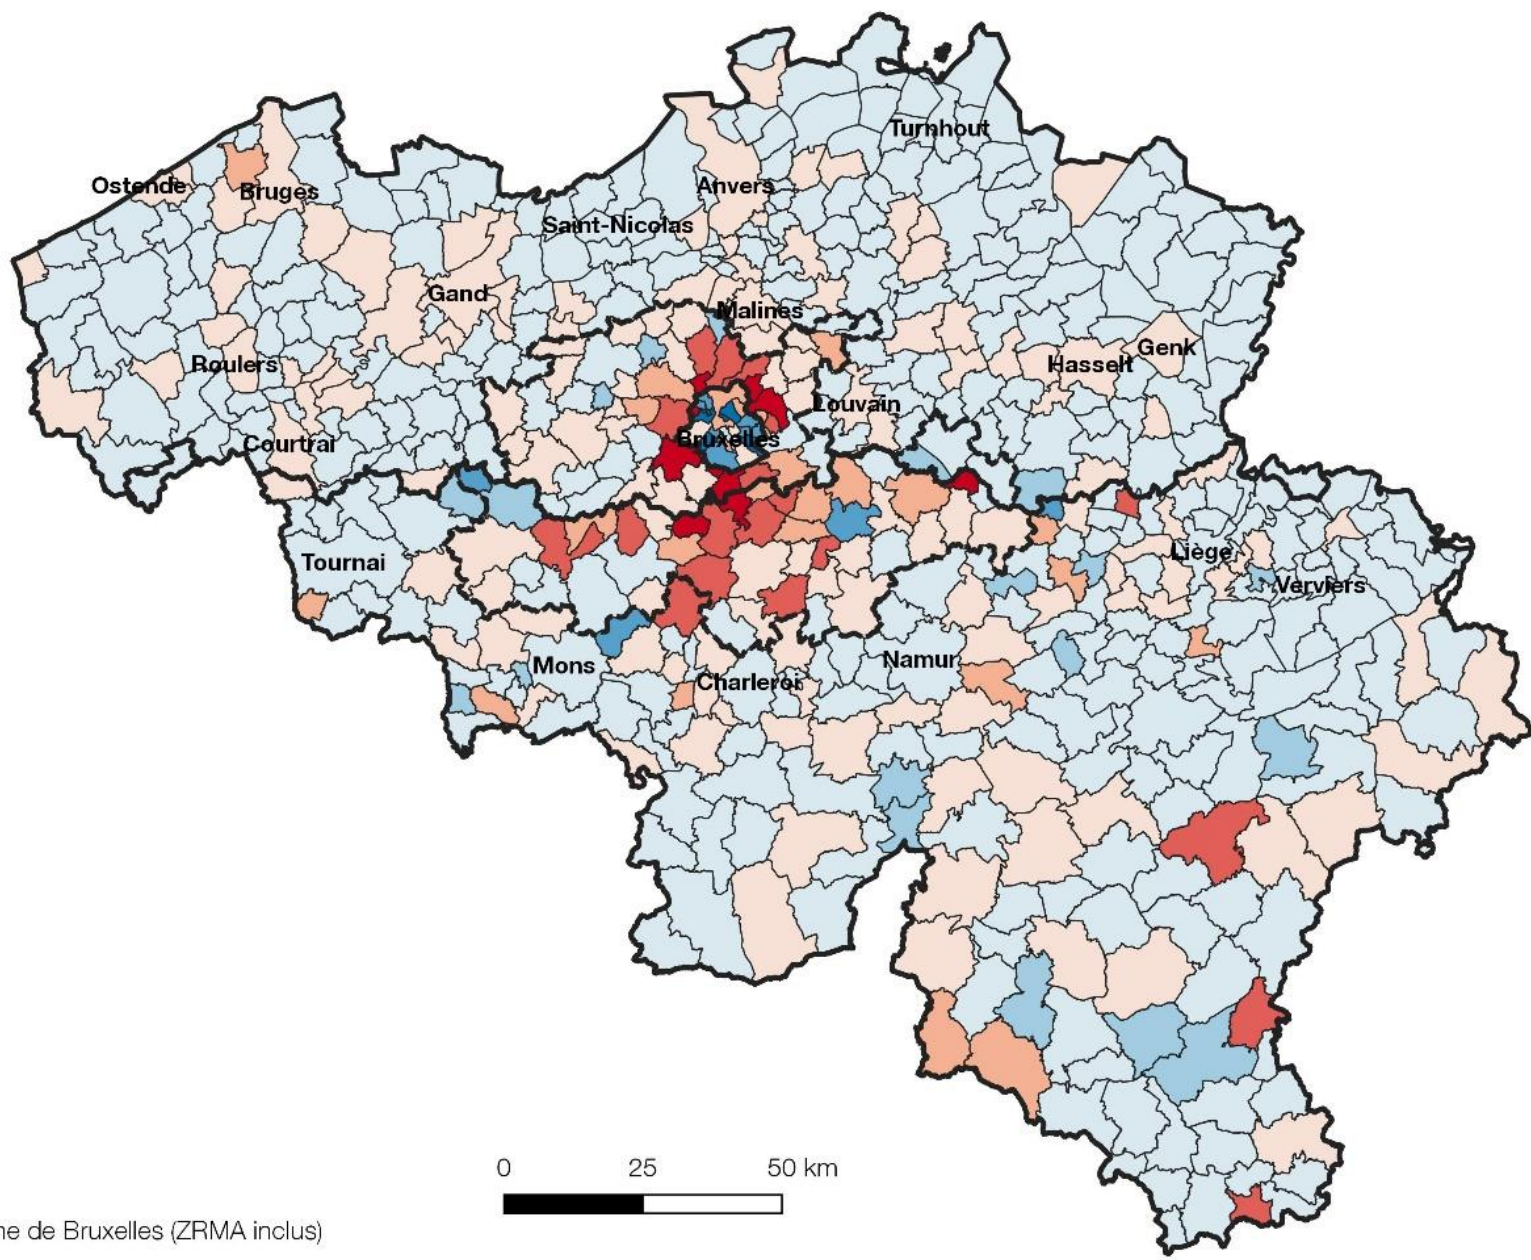 Turnhout
Ostende
Bruges
Anvers
Saint-Nicolas
Gand
Malines
Roulers
Hasselt
Genk
Louvain
Courtrai
Bruxelles
Tournai
Liège
Verviers
Mons
Namur
Charleroi
0 25 50 km
ne de Bruxelles (ZRMA inclus)